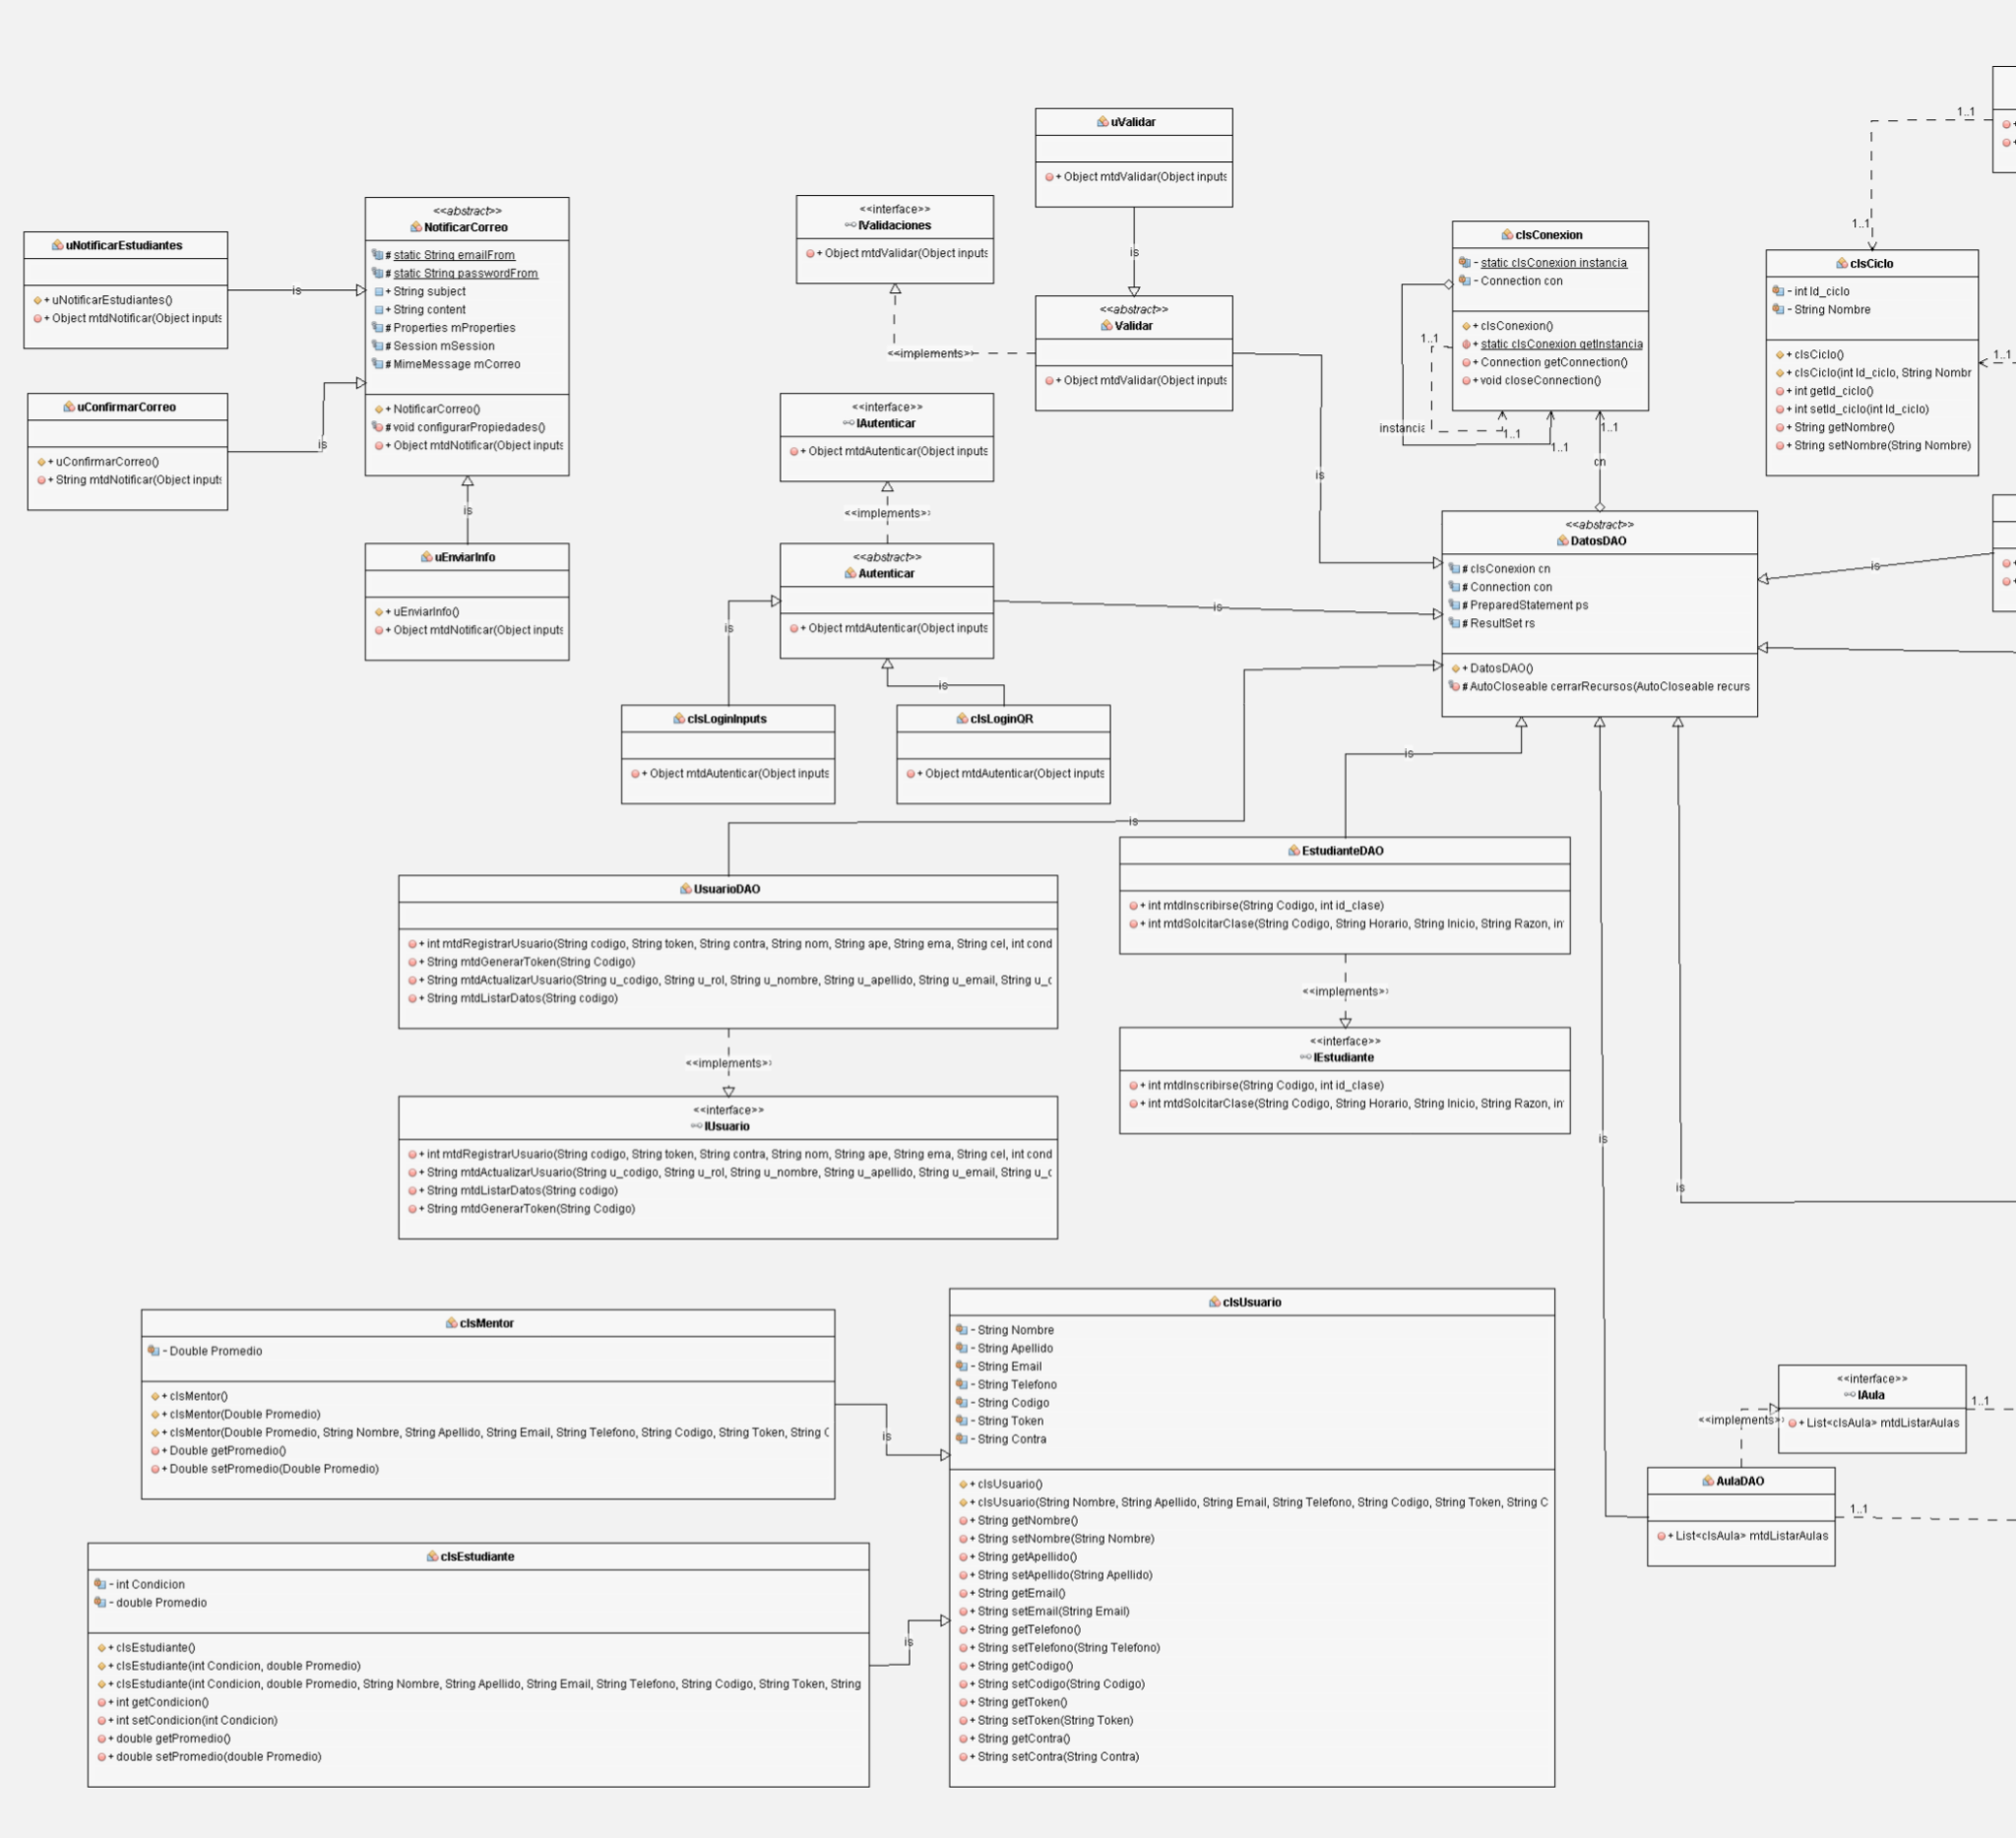 uValidar
+ Object mtdValidar(Object inputs
is
<<interface>>
IValidaciones
+ Object mtdValidar(Object inputs
<<implements>>
<<abstract>>
Validar
+ Object mtdValidar(Object inputs
is
<<abstract>>
NotificarCorreo
# static String emailFrom
# static String passwordFrom
+ String subject
+ String content
# Properties mProperties
# Session mSession
# MimeMessage mCorreo
+ NotificarCorreo()
# void configurarPropiedades()
+ Object mtdNotificar(Object inputs
uNotificarEstudiantes
+ uNotificarEstudiantes()
+ Object mtdNotificar(Object inputs
is
uConfirmarCorreo
+ uConfirmarCorreo()
+ String mtdNotificar(Object inputs
is
is
uEnviarInfo
+ uEnviarInfo()
+ Object mtdNotificar(Object inputs
<<interface>>
IAutenticar
+ Object mtdAutenticar(Object inputs
<<implements>>
<<abstract>>
Autenticar
+ Object mtdAutenticar(Object inputs
is
is
is
clsLoginInputs
+ Object mtdAutenticar(Object inputs
clsLoginQR
+ Object mtdAutenticar(Object inputs
clsConexion
- static clsConexion instancia
- Connection con
+ clsConexion()
+ static clsConexion getInstancia
+ Connection getConnection()
+ void closeConnection()
1..1
instancia
1..1
1..1
1..1
cn
1..1
1..1
clsCiclo
- int Id_ciclo
- String Nombre
+ clsCiclo()
+ clsCiclo(int Id_ciclo, String Nombr
+ int getId_ciclo()
+ int setId_ciclo(int Id_ciclo)
+ String getNombre()
+ String setNombre(String Nombre)
1..1
<<abstract>>
DatosDAO
# clsConexion cn
# Connection con
# PreparedStatement ps
# ResultSet rs
+ DatosDAO()
# AutoCloseable cerrarRecursos(AutoCloseable recurs
is
is
is
is
is
UsuarioDAO
+ int mtdRegistrarUsuario(String codigo, String token, String contra, String nom, String ape, String ema, String cel, int cond
+ String mtdGenerarToken(String Codigo)
+ String mtdActualizarUsuario(String u_codigo, String u_rol, String u_nombre, String u_apellido, String u_email, String u_c
+ String mtdListarDatos(String codigo)
<<implements>>
<<interface>>
IUsuario
+ int mtdRegistrarUsuario(String codigo, String token, String contra, String nom, String ape, String ema, String cel, int cond
+ String mtdActualizarUsuario(String u_codigo, String u_rol, String u_nombre, String u_apellido, String u_email, String u_c
+ String mtdListarDatos(String codigo)
+ String mtdGenerarToken(String Codigo)
EstudianteDAO
+ int mtdInscribirse(String Codigo, int id_clase)
+ int mtdSolcitarClase(String Codigo, String Horario, String Inicio, String Razon, in
<<implements>>
<<interface>>
IEstudiante
+ int mtdInscribirse(String Codigo, int id_clase)
+ int mtdSolcitarClase(String Codigo, String Horario, String Inicio, String Razon, in
clsMentor
- Double Promedio
+ clsMentor()
+ clsMentor(Double Promedio)
+ clsMentor(Double Promedio, String Nombre, String Apellido, String Email, String Telefono, String Codigo, String Token, String C
+ Double getPromedio()
+ Double setPromedio(Double Promedio)
is
clsEstudiante
- int Condicion
- double Promedio
+ clsEstudiante()
+ clsEstudiante(int Condicion, double Promedio)
+ clsEstudiante(int Condicion, double Promedio, String Nombre, String Apellido, String Email, String Telefono, String Codigo, String Token, String
+ int getCondicion()
+ int setCondicion(int Condicion)
+ double getPromedio()
+ double setPromedio(double Promedio)
is
clsUsuario
- String Nombre
- String Apellido
- String Email
- String Telefono
- String Codigo
- String Token
- String Contra
+ clsUsuario()
+ clsUsuario(String Nombre, String Apellido, String Email, String Telefono, String Codigo, String Token, String C
+ String getNombre()
+ String setNombre(String Nombre)
+ String getApellido()
+ String setApellido(String Apellido)
+ String getEmail()
+ String setEmail(String Email)
+ String getTelefono()
+ String setTelefono(String Telefono)
+ String getCodigo()
+ String setCodigo(String Codigo)
+ String getToken()
+ String setToken(String Token)
+ String getContra()
+ String setContra(String Contra)
<<interface>>
IAula
+ List<clsAula> mtdListarAulas
1..1
<<implements>>
AulaDAO
+ List<clsAula> mtdListarAulas
1..1